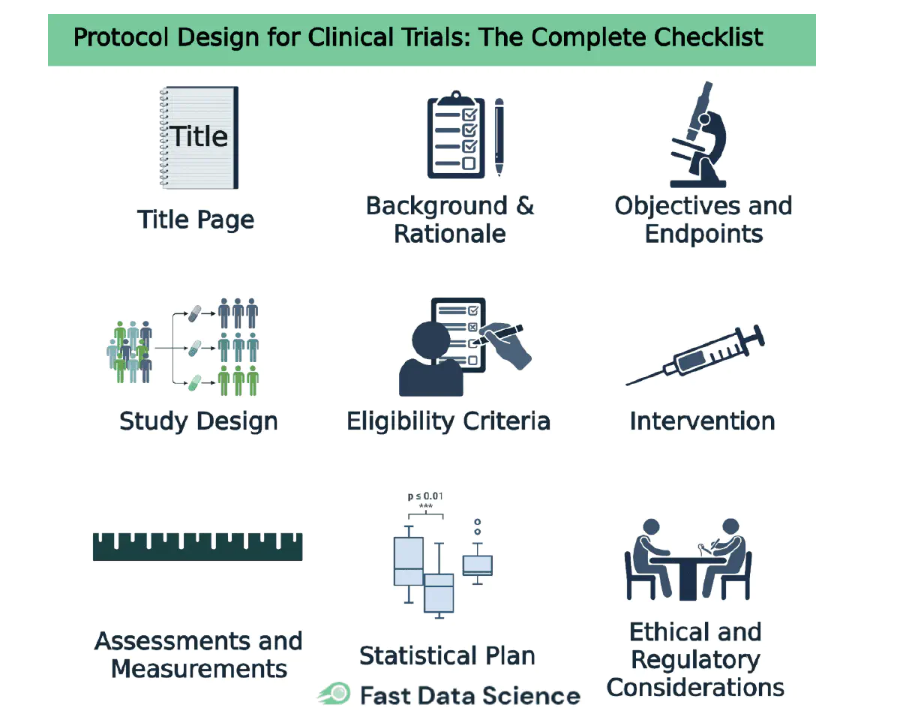 Protocol Design for Clinical Trials: The Complete Checklist
Title
Title Page
Background &
Rationale
Objectives and
Endpoints
Study Design
Eligibility Criteria
Intervention
p ≤ 0.01
***
Assessments and
Measurements
Statistical Plan
Ethical and
Regulatory
Considerations
Fast Data Science